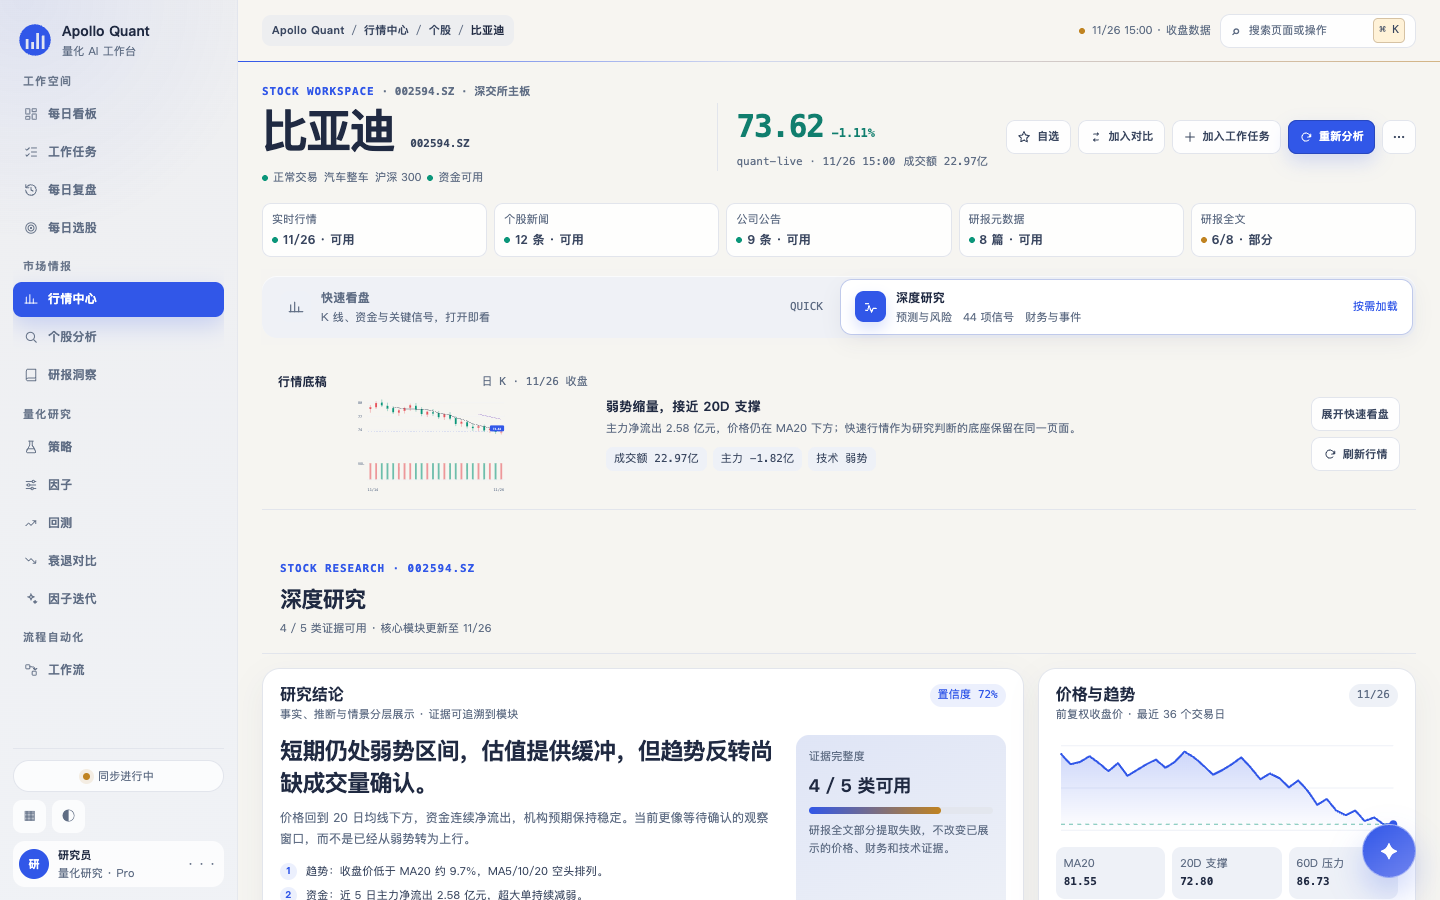 Apollo Quant
量化 AI 工作台
工作空间
每日看板
工作任务
每日复盘
每日选股
市场情报
行情中心
个股分析
研报洞察
量化研究
策略
因子
回测
衰退对比
因子迭代
流程自动化
工作流
同步进行中
研
研究员
量化研究 · Pro
Apollo Quant / 行情中心 / 个股 / 比亚迪
11/26 15:00 · 收盘数据
搜索页面或操作
⌘ K
STOCK WORKSPACE · 002594.SZ · 深交所主板
比亚迪 002594.SZ
正常交易 汽车整车 沪深 300 资金可用
73.62 −1.11%
quant-live · 11/26 15:00 成交额 22.97亿
自选
加入对比
加入工作任务
重新分析
实时行情
11/26 · 可用
个股新闻
12 条 · 可用
公司公告
9 条 · 可用
研报元数据
8 篇 · 可用
研报全文
6/8 · 部分
快速看盘
K 线、资金与关键信号，打开即看
QUICK
深度研究
预测与风险 44 项信号 财务与事件
按需加载
行情底稿
日 K · 11/26 收盘
弱势缩量，接近 20D 支撑
主力净流出 2.58 亿元，价格仍在 MA20 下方；快速行情作为研究判断的底座保留在同一页面。
成交额 22.97亿
主力 −1.82亿
技术 弱势
展开快速看盘
刷新行情
STOCK RESEARCH · 002594.SZ
深度研究
4 / 5 类证据可用 · 核心模块更新至 11/26
研究结论
置信度 72%
事实、推断与情景分层展示 · 证据可追溯到模块
短期仍处弱势区间，估值提供缓冲，但趋势反转尚
缺成交量确认。
价格回到 20 日均线下方，资金连续净流出，机构预期保持稳定。当前更像等待确认的观察
窗口，而不是已经从弱势转为上行。
1 趋势：收盘价低于 MA20 约 9.7%，MA5/10/20 空头排列。
2 资金：近 5 日主力净流出 2.58 亿元，超大单持续减弱。
证据完整度
4 / 5 类可用
研报全文部分提取失败，不改变已展
示的价格、财务和技术证据。
价格与趋势
11/26
前复权收盘价 · 最近 36 个交易日
MA20
81.55
20D 支撑
72.80
60D 压力
86.73